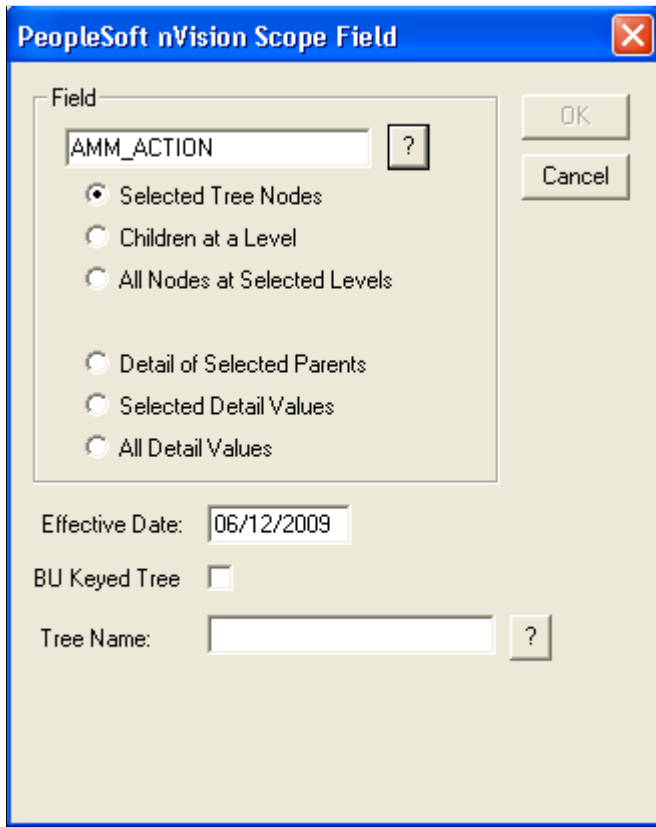 PeopleSoft nVision Scope Field
Field
OK
AMM_ACTION ?
Cancel
Selected Tree Nodes
Children at a Level
All Nodes at Selected Levels
Detail of Selected Parents
Selected Detail Values
All Detail Values
Effective Date: 06/12/2009
BU Keyed Tree
Tree Name: ?